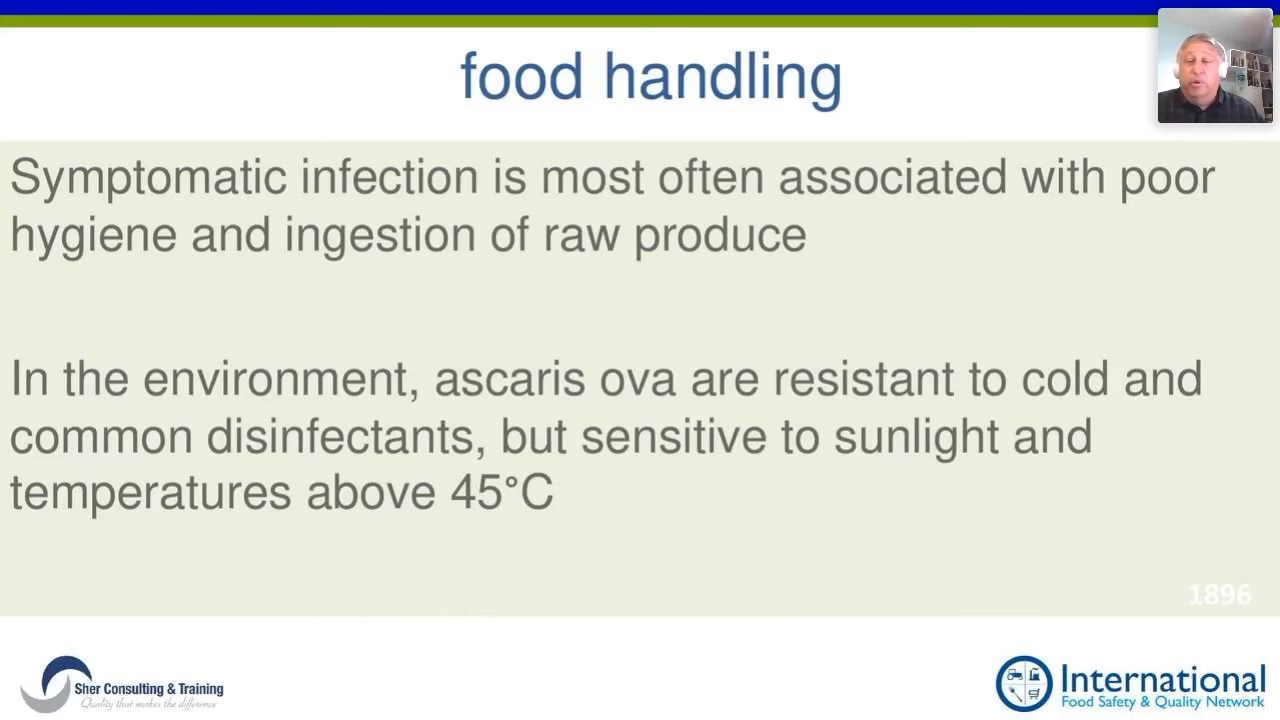 food handling
Symptomatic infection is most often associated with poor
hygiene and ingestion of raw produce
In the environment, ascaris ova are resistant to cold and
common disinfectants, but sensitive to sunlight and
temperatures above 45°C
1896
Sher Consulting & Training
Quality that makes the difference
International
Food Safety & Quality Network